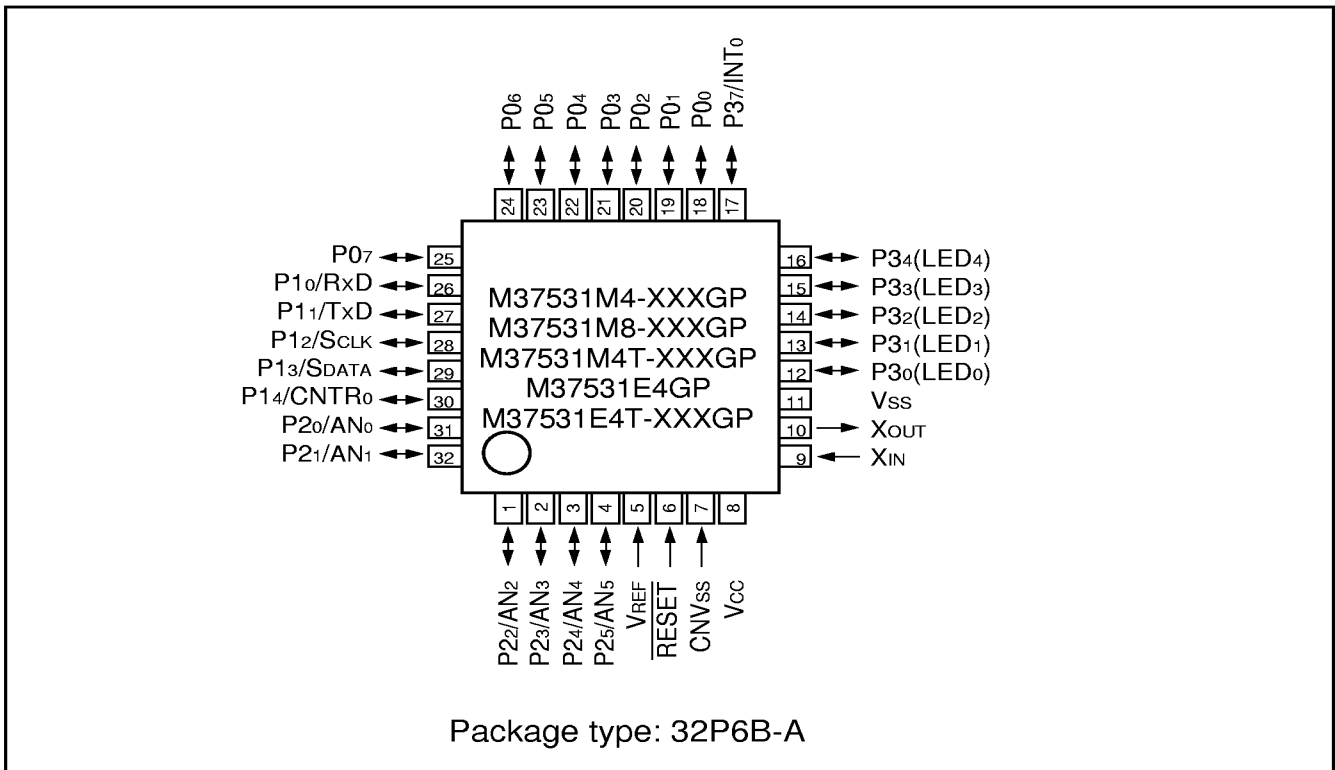 P06
P05
P04
P03
P02
P01
P00
P37/INT0
24
23
22
21
20
19
18
17
P07
25
P10/RxD
26
P11/TxD
27
P12/SCLK
28
P13/SDATA
29
P14/CNTR0
30
P20/AN0
31
P21/AN1
32
M37531M4-XXXGP
M37531M8-XXXGP
M37531M4T-XXXGP
M37531E4GP
M37531E4T-XXXGP
16
P34(LED4)
15
P33(LED3)
14
P32(LED2)
13
P31(LED1)
12
P30(LED0)
11
VSS
10
XOUT
9
XIN
1
2
3
4
5
6
7
8
P22/AN2
P23/AN3
P24/AN4
P25/AN5
VREF
RESET
CNVSS
VCC
Package type: 32P6B-A